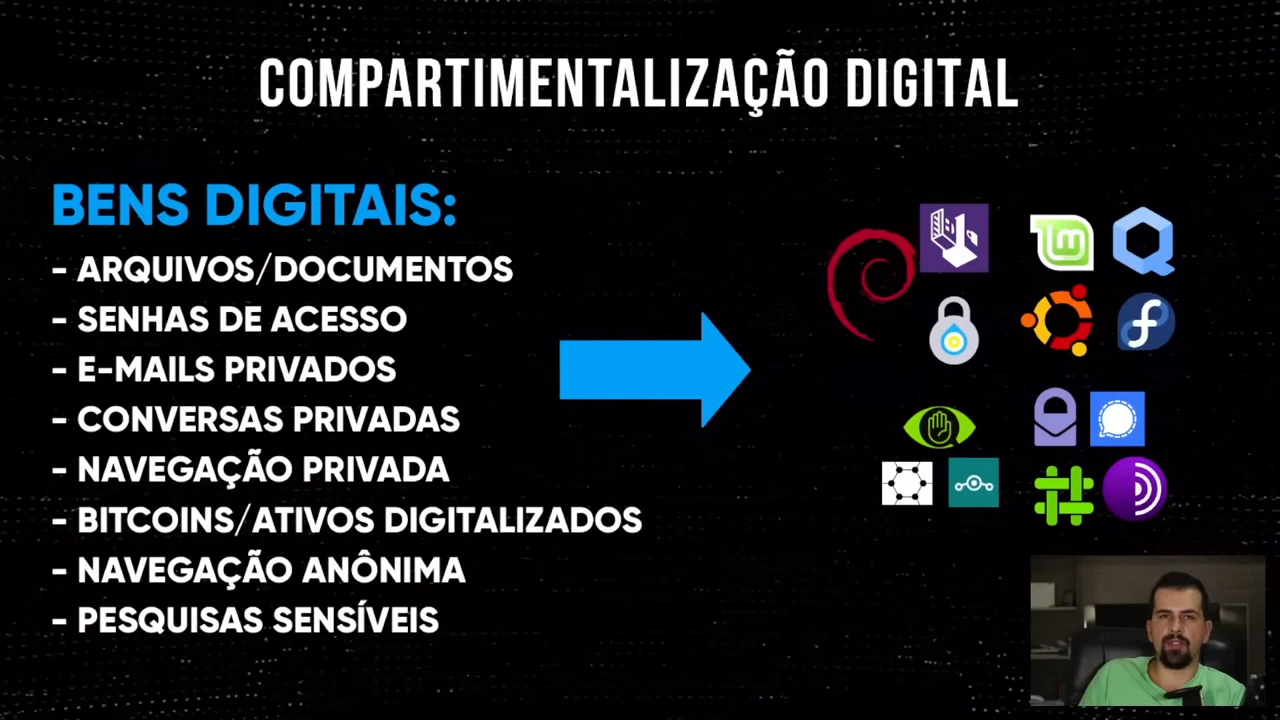 COMPARTIMENTALIZAÇÃO DIGITAL
BENS DIGITAIS:
- ARQUIVOS/DOCUMENTOS
- SENHAS DE ACESSO
- E-MAILS PRIVADOS
- CONVERSAS PRIVADAS
- NAVEGAÇÃO PRIVADA
- BITCOINS/ATIVOS DIGITALIZADOS
- NAVEGAÇÃO ANÔNIMA
- PESQUISAS SENSÍVEIS